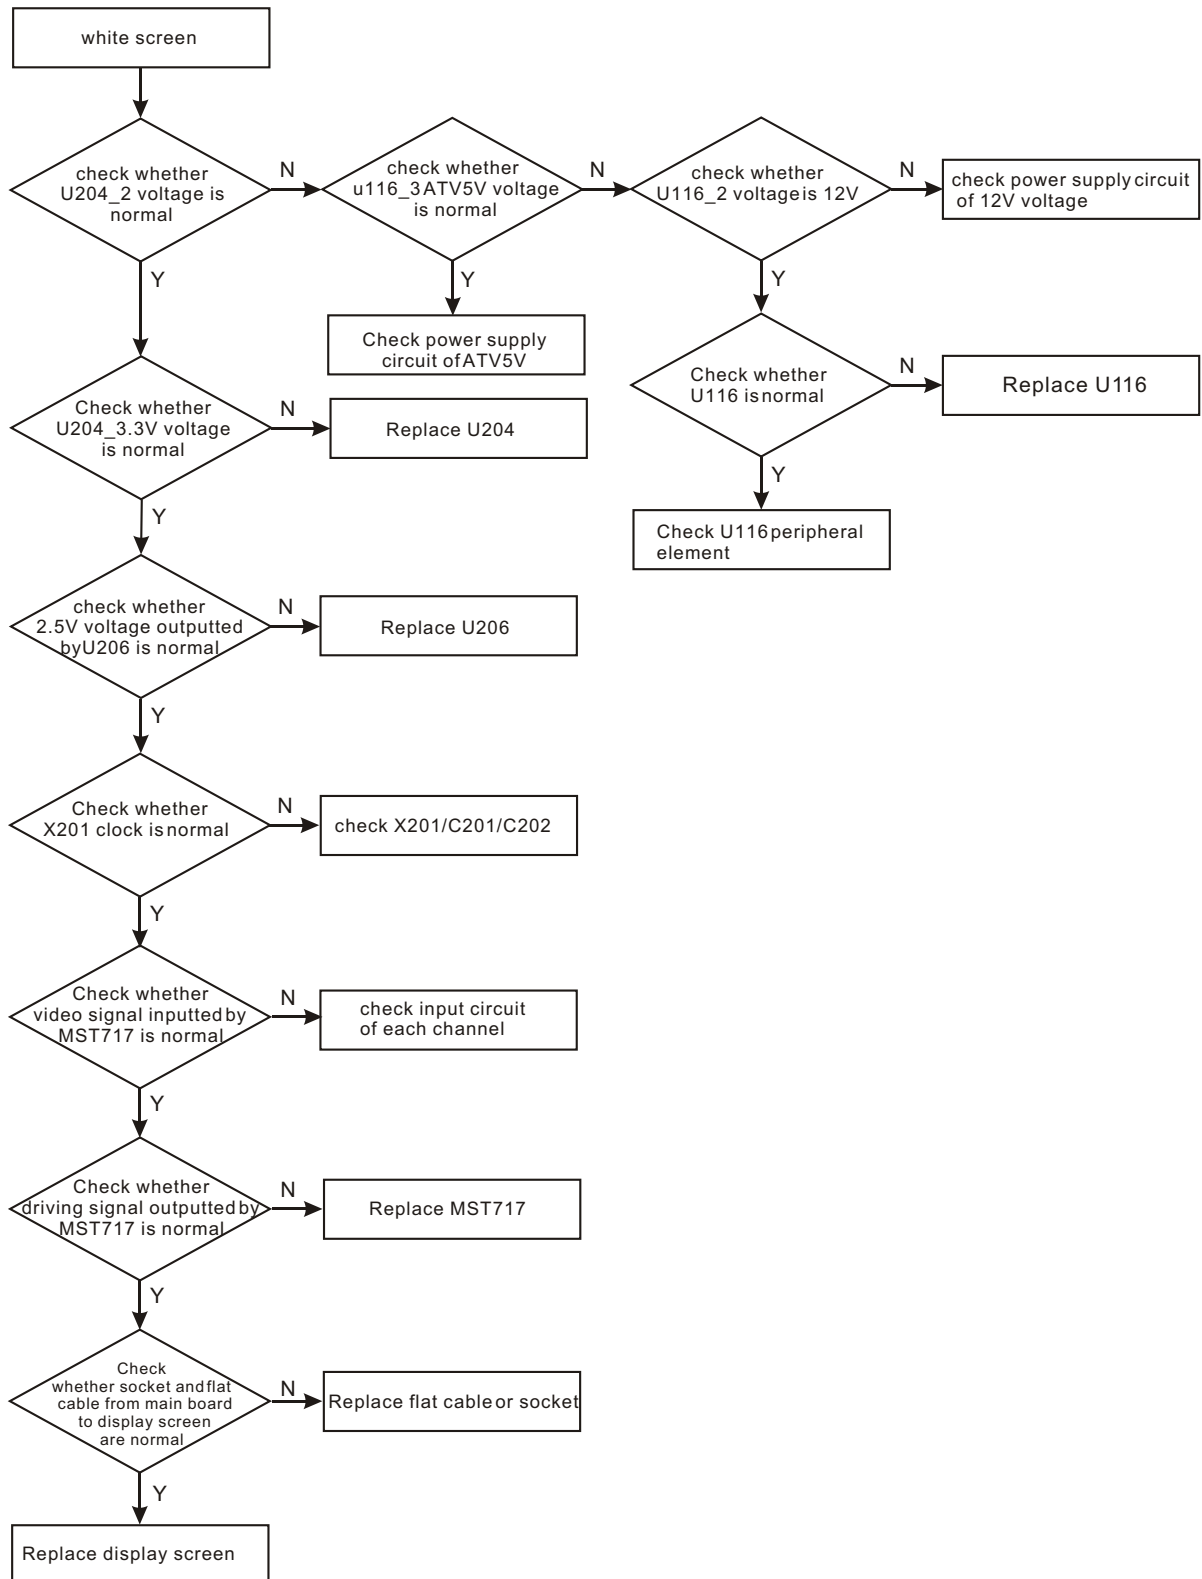 white screen
check whether
U204_2 voltage is
normal
N
check whether
u116_3 ATV5V voltage
is normal
N
check whether
U116_2 voltage is 12V
N
check power supply circuit
of 12V voltage
Y
Y
Y
Check power supply
circuit of ATV5V
Check whether
U116 is normal
N
Replace U116
Check whether
U204_3.3V voltage
is normal
N
Replace U204
Y
Check U116 peripheral
element
Y
check whether
2.5V voltage outputted
by U206 is normal
N
Replace U206
Y
Check whether
X201 clock is normal
N
check X201/C201/C202
Y
Check whether
video signal inputted by
MST717 is normal
N
check input circuit
of each channel
Y
Check whether
driving signal outputted by
MST717 is normal
N
Replace MST717
Y
Check
whether socket and flat
cable from main board
to display screen
are normal
N
Replace flat cable or socket
Y
Replace display screen